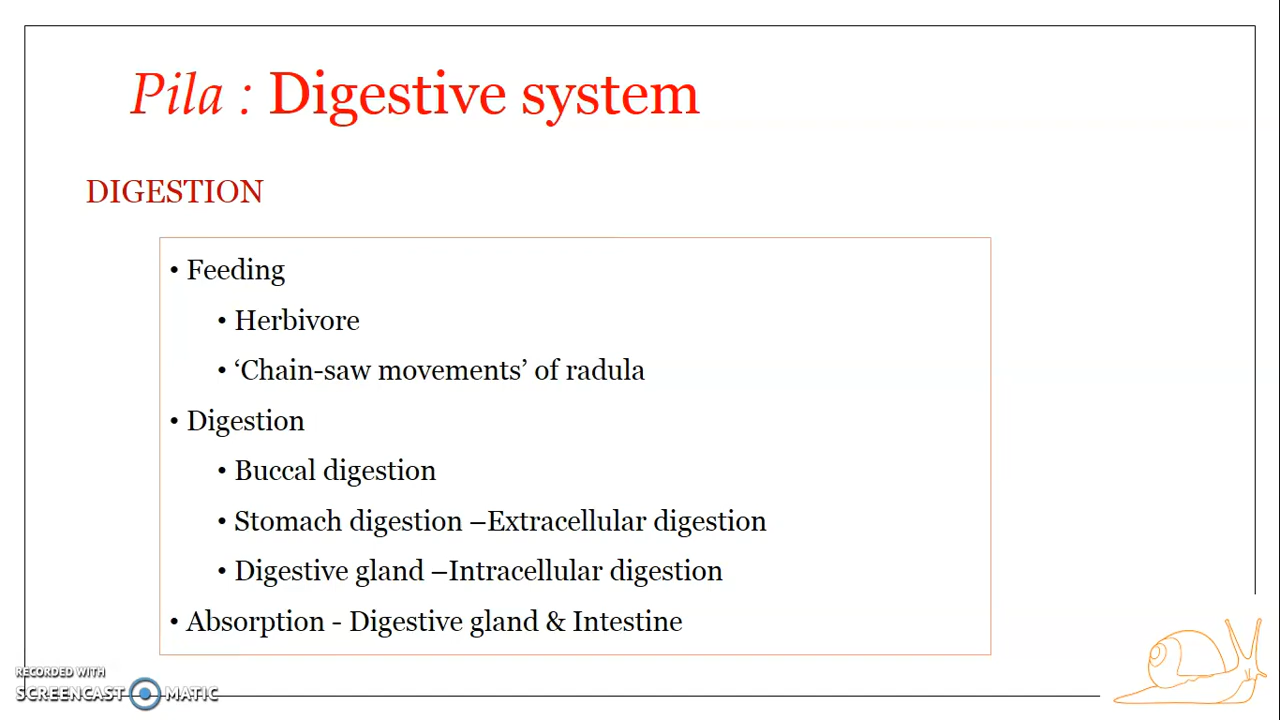 Pila : Digestive system
DIGESTION
• Feeding
• Herbivore
• ‘Chain-saw movements’ of radula
• Digestion
• Buccal digestion
• Stomach digestion –Extracellular digestion
• Digestive gland –Intracellular digestion
• Absorption - Digestive gland & Intestine
RECORDED WITH
SCREENCAST MATIC